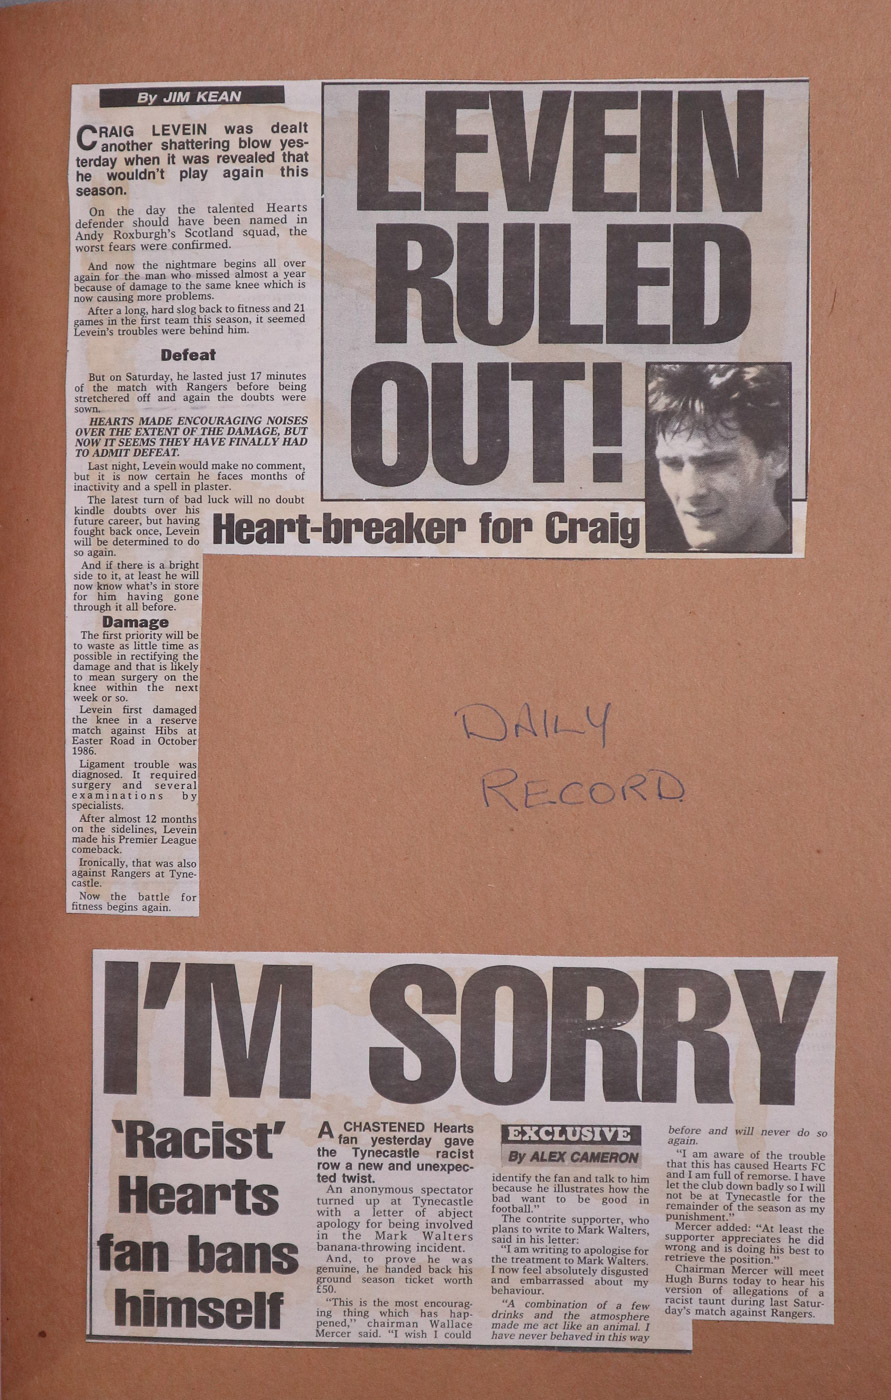 By JIM KEAN
CRAIG LEVEIN was dealt
another shattering blow yes-
terday when it was revealed that
he wouldn't play again this
season.
On the day the talented Hearts
defender should have been named in
Andy Roxburgh's Scotland squad, the
worst fears were confirmed.
And now the nightmare begins all over
again for the man who missed almost a year
because of damage to the same knee which is
now causing more problems.
After a long, hard slog back to fitness and 21
games in the first team this season, it seemed
Levein's troubles were behind him.
Defeat
But on Saturday, he lasted just 17 minutes
of the match with Rangers before being
stretchered off and again the doubts were
sown.
HEARTS MADE ENCOURAGING NOISES
OVER THE EXTENT OF THE DAMAGE, BUT
NOW IT SEEMS THEY HAVE FINALLY HAD
TO ADMIT DEFEAT.
Last night, Levein would make no comment,
but it is now certain he faces months of
inactivity and a spell in plaster.
The latest turn of bad luck will no doubt
kindle doubts over his
future career, but having
fought back once, Levein
will be determined to do
so again.
And if there is a bright
side to it, at least he will
now know what's in store
for him having gone
through it all before.
Damage
The first priority will be
to waste as little time as
possible in rectifying the
damage and that is likely
to mean surgery on the
knee within the next
week or so.
Levein first damaged
the knee in a reserve
match against Hibs at
Easter Road in October
1986.
Ligament trouble was
diagnosed. It required
surgery and several
examinations by
specialists.
After almost 12 months
on the sidelines, Levein
made his Premier League
comeback.
Ironically, that was also
against Rangers at Tyne-
castle.
Now the battle for
fitness begins again.
LEVEIN
RULED
OUT!
Heart-breaker for Craig
DAILY
RECORD
I'M SORRY
'Racist'
Hearts
fan bans
himself
A CHASTENED Hearts
fan yesterday gave
the Tynecastle racist
row a new and unexpec-
ted twist.
An anonymous spectator
turned up at Tynecastle
with a letter of abject
apology for being involved
in the Mark Walters
banana-throwing incident.
And, to prove he was
genuine, he handed back his
ground season ticket worth
£50.
"This is the most encourag-
ing thing which has hap-
pened," chairman Wallace
Mercer said. "I wish I could
EXCLUSIVE
By ALEX CAMERON
identify the fan and talk to him
because he illustrates how the
bad want to be good in
football."
The contrite supporter, who
plans to write to Mark Walters,
said in his letter:
"I am writing to apologise for
the treatment to Mark Walters.
I now feel absolutely disgusted
and embarrassed about my
behaviour.
"A combination of a few
drinks and the atmosphere
made me act like an animal. I
have never behaved in this way
before and will never do so
again.
"I am aware of the trouble
that this has caused Hearts FC
and I am full of remorse. I have
let the club down badly so I will
not be at Tynecastle for the
remainder of the season as my
punishment."
Mercer added: "At least the
supporter appreciates he did
wrong and is doing his best to
retrieve the position."
Chairman Mercer will meet
Hugh Burns today to hear his
version of allegations of a
racist taunt during last Satur-
day's match against Rangers.